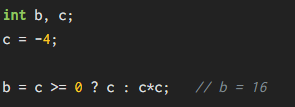 int b, c;
c = -4;
b = c >= 0 ? c : c*c;   // b = 16